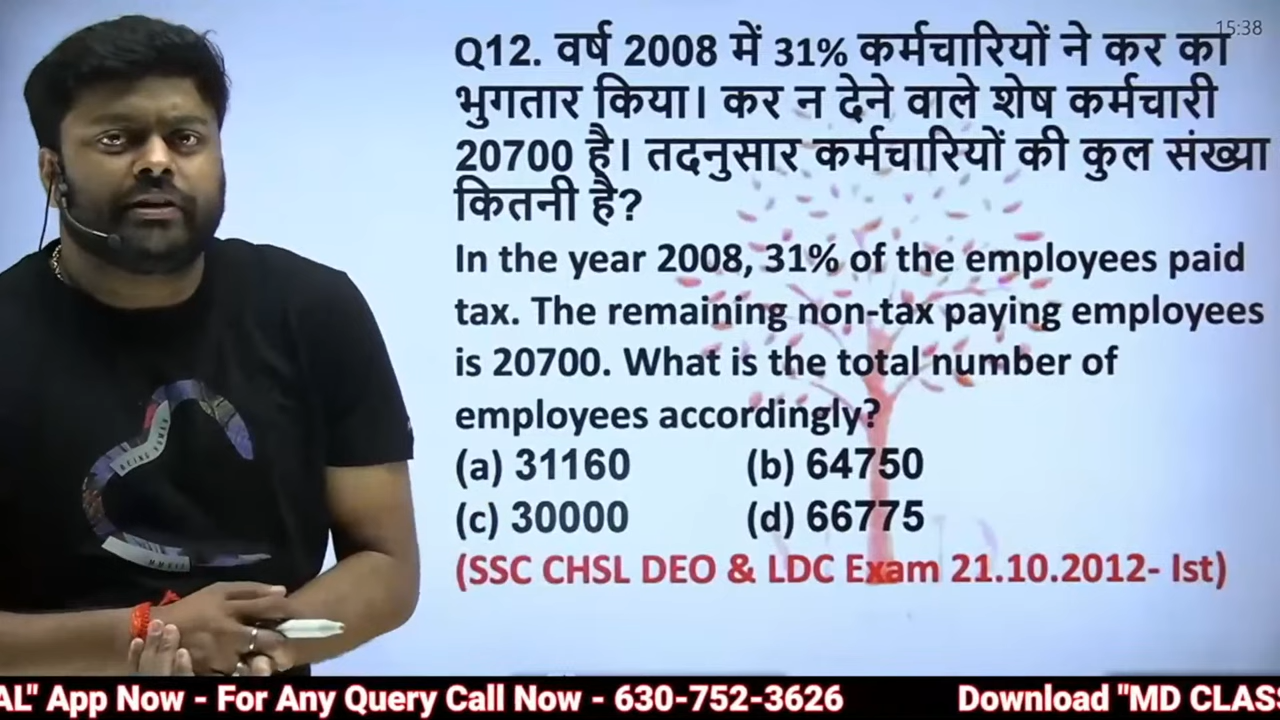 15:38
Q12. वर्ष 2008 में 31% कर्मचारियों ने कर का
भुगतार किया। कर न देने वाले शेष कर्मचारी
20700 है। तदनुसार कर्मचारियों की कुल संख्या
कितनी है?
In the year 2008, 31% of the employees paid
tax. The remaining non-tax paying employees
is 20700. What is the total number of
employees accordingly?
(a) 31160 (b) 64750
(c) 30000 (d) 66775
(SSC CHSL DEO & LDC Exam 21.10.2012- Ist)
BEING HUMAN
AL" App Now - For Any Query Call Now - 630-752-3626 Download "MD CLAS